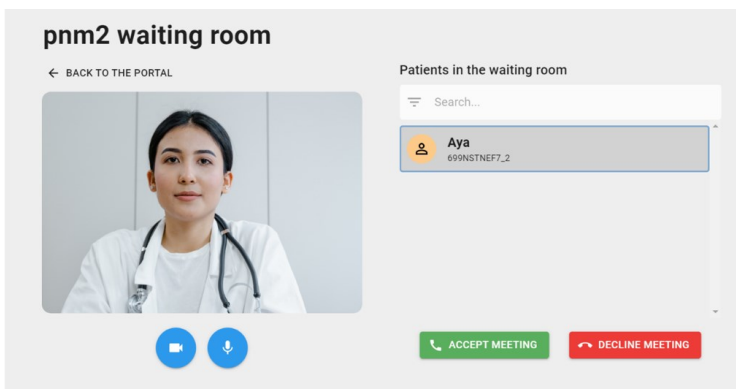 pnm2 waiting room
BACK TO THE PORTAL
Patients in the waiting room
Search...
Aya
699NSTNEF7_2
ACCEPT MEETING
DECLINE MEETING